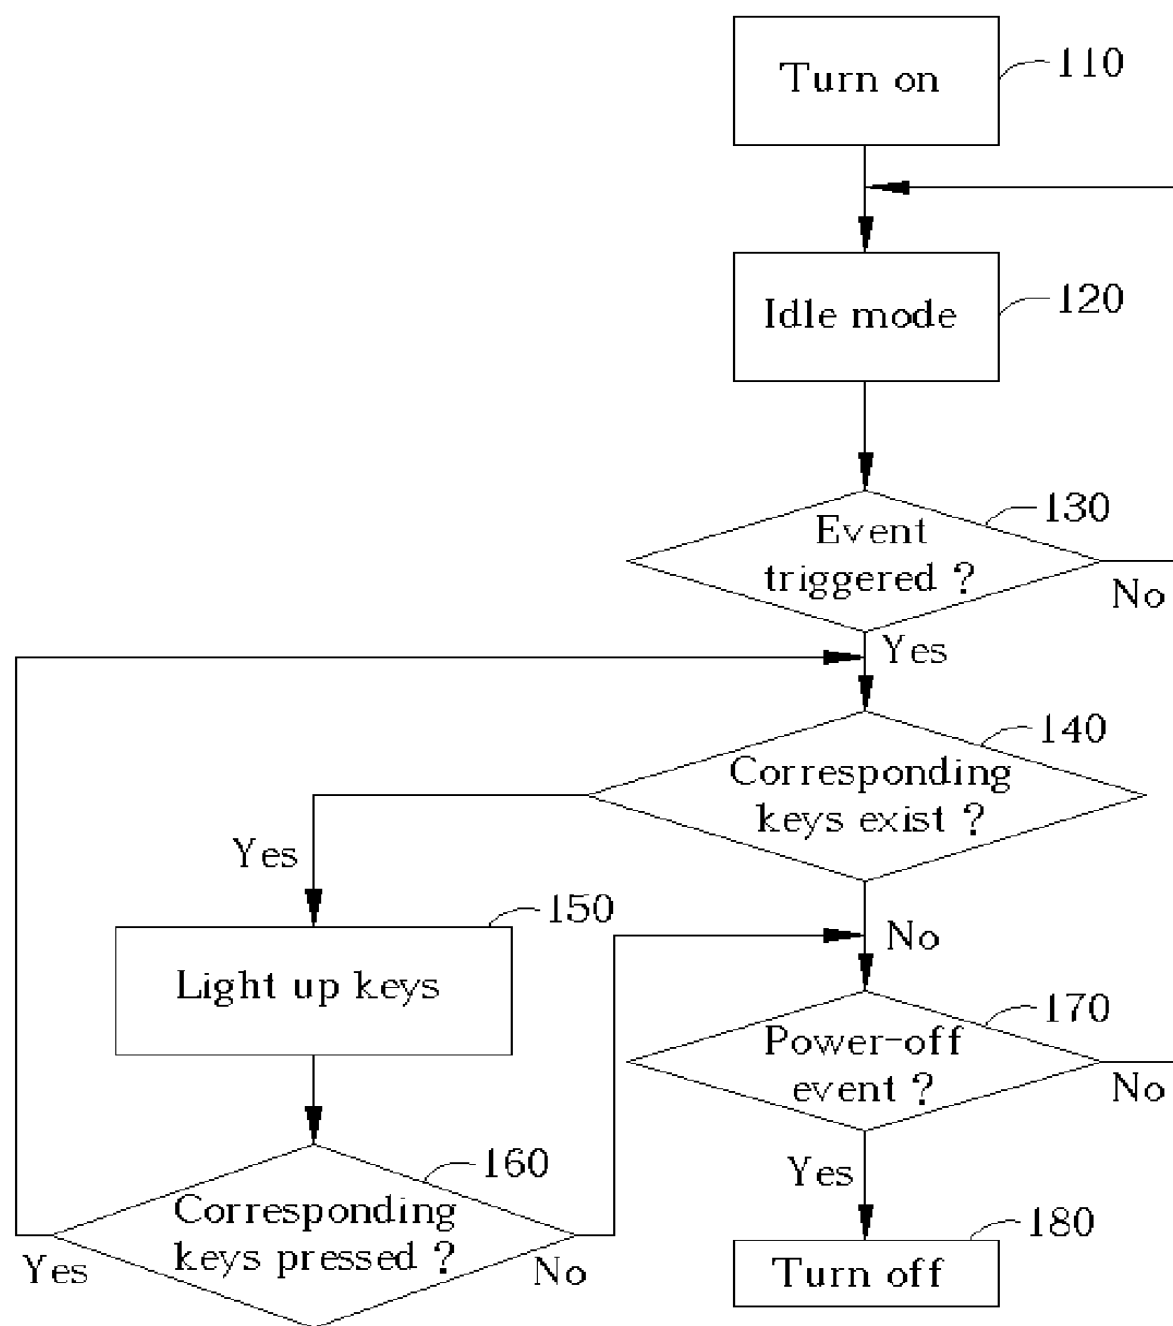 Turn on
110
Idle mode
120
130
Event
triggered ?
No
Yes
140
Corresponding
keys exist ?
Yes
150
No
Light up keys
170
Power-off
event ?
No
160
Yes
Corresponding
keys pressed ?
Yes
No
180
Turn off